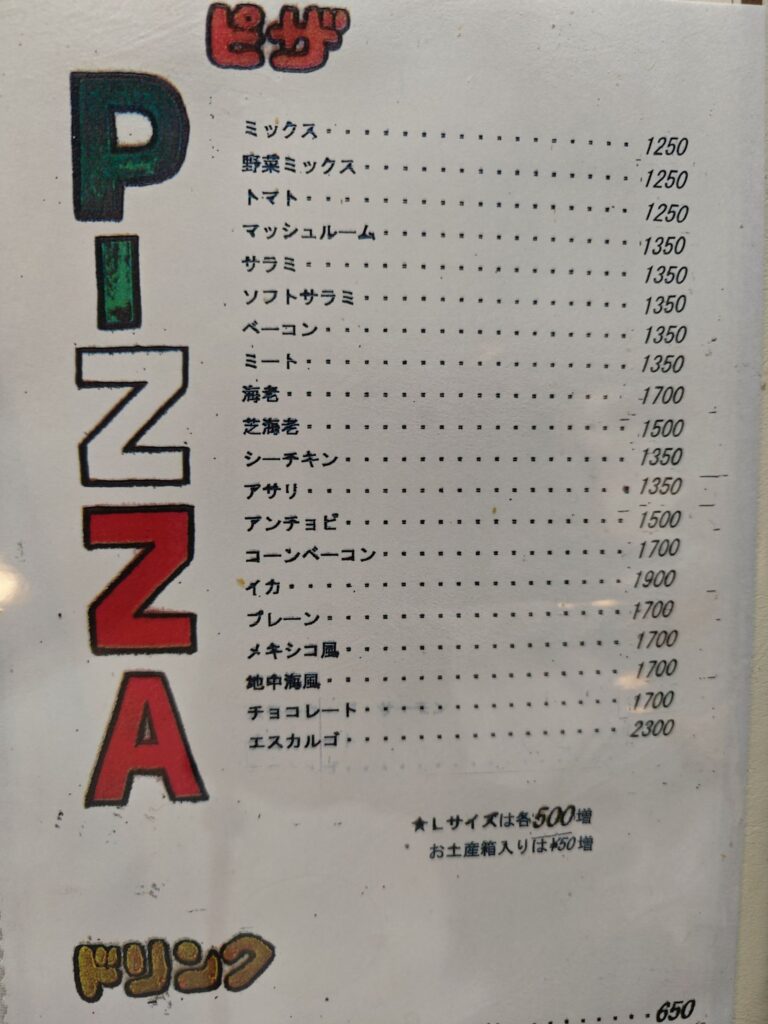 ピザ
PIZZA
ミックス・・・・・・・・・・・・・・・・・1250
野菜ミックス・・・・・・・・・・・・・・・1250
トマト・・・・・・・・・・・・・・・・・・1250
マッシュルーム・・・・・・・・・・・・・・1350
サラミ・・・・・・・・・・・・・・・・・・1350
ソフトサラミ・・・・・・・・・・・・・・・1350
ベーコン・・・・・・・・・・・・・・・・・1350
ミート・・・・・・・・・・・・・・・・・・1350
海老・・・・・・・・・・・・・・・・・・・1700
芝海老・・・・・・・・・・・・・・・・・・1500
シーチキン・・・・・・・・・・・・・・・・1350
アサリ・・・・・・・・・・・・・・・・・・1350
アンチョビ・・・・・・・・・・・・・・・・1500
コーンベーコン・・・・・・・・・・・・・・1700
イカ・・・・・・・・・・・・・・・・・・・1900
プレーン・・・・・・・・・・・・・・・・・1700
メキシコ風・・・・・・・・・・・・・・・・1700
地中海風・・・・・・・・・・・・・・・・・1700
チョコレート・・・・・・・・・・・・・・・1700
エスカルゴ・・・・・・・・・・・・・・・・2300
★Lサイズは各500増
お土産箱入りは¥50増
ドリンク
・・・・・・・・・650